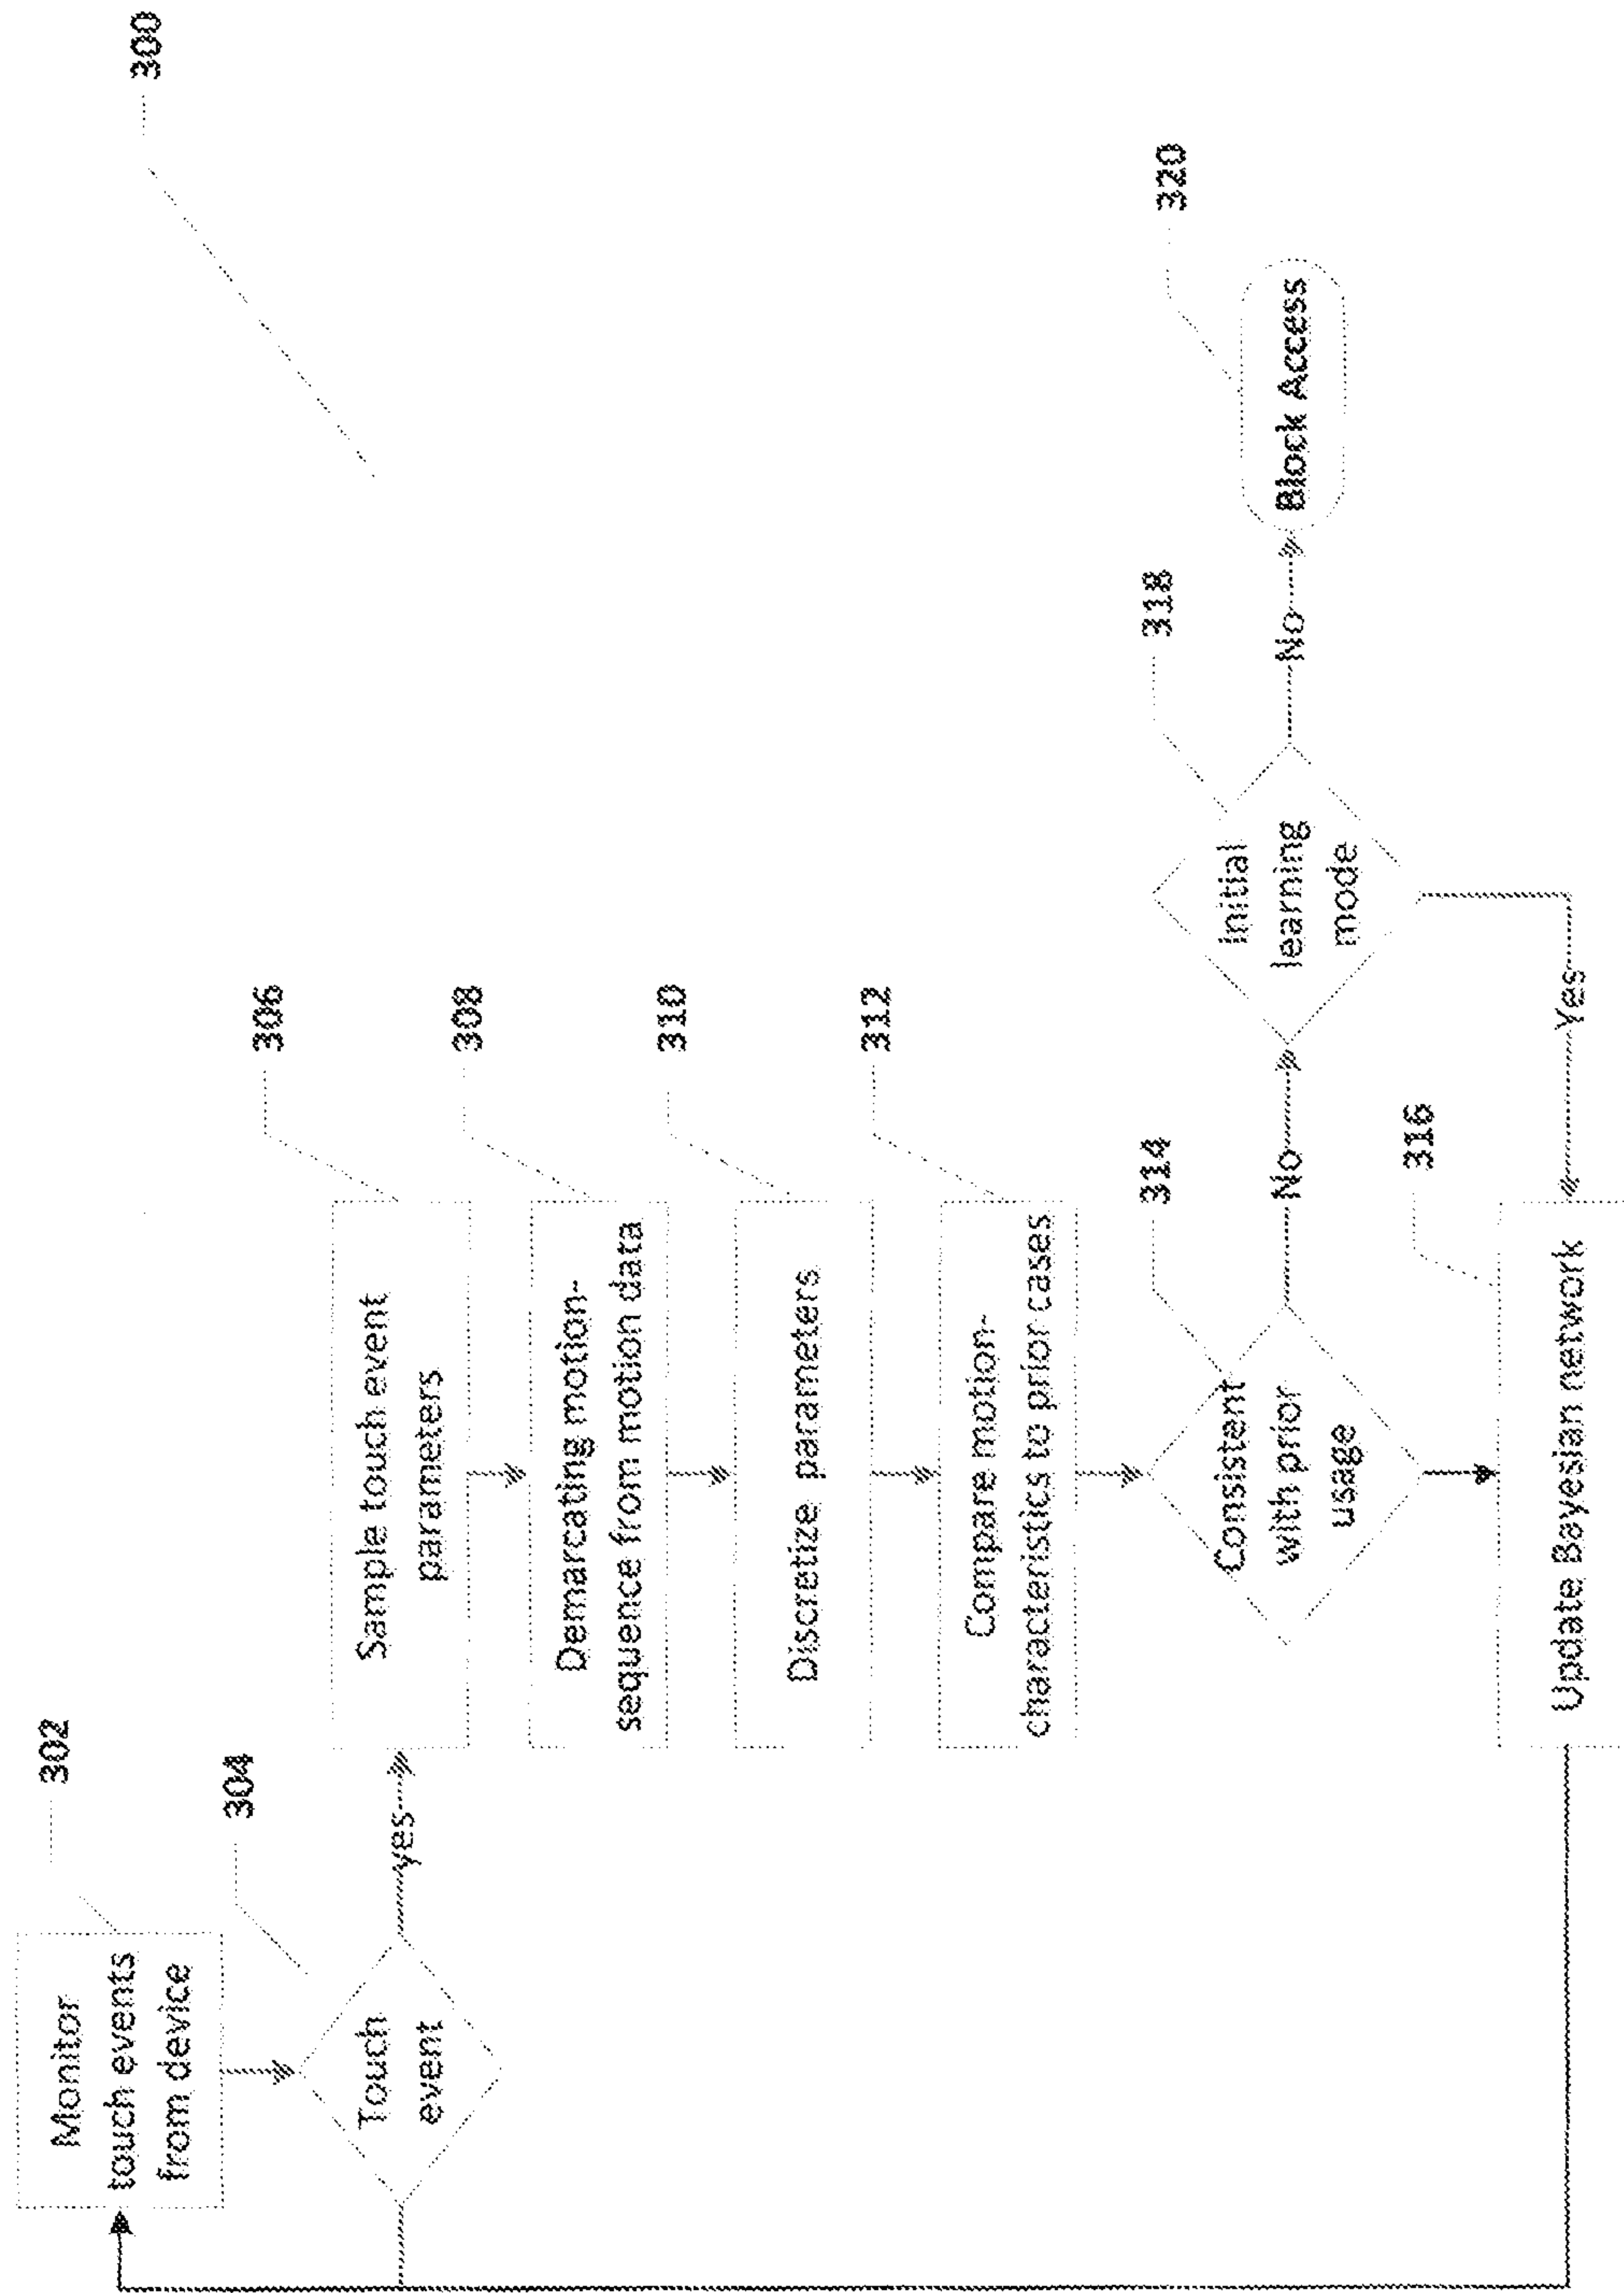 300
302
Monitor
touch events
from device
304
Touch
event
yes
306
Sample touch event
parameters
308
Demarcating motion-
sequence from motion data
310
Discretize parameters
312
Compare motion-
characteristics to prior cases
314
Consistent
with prior
usage
No
318
Initial
learning
mode
No
320
Block Access
Yes
316
Update Bayesian network